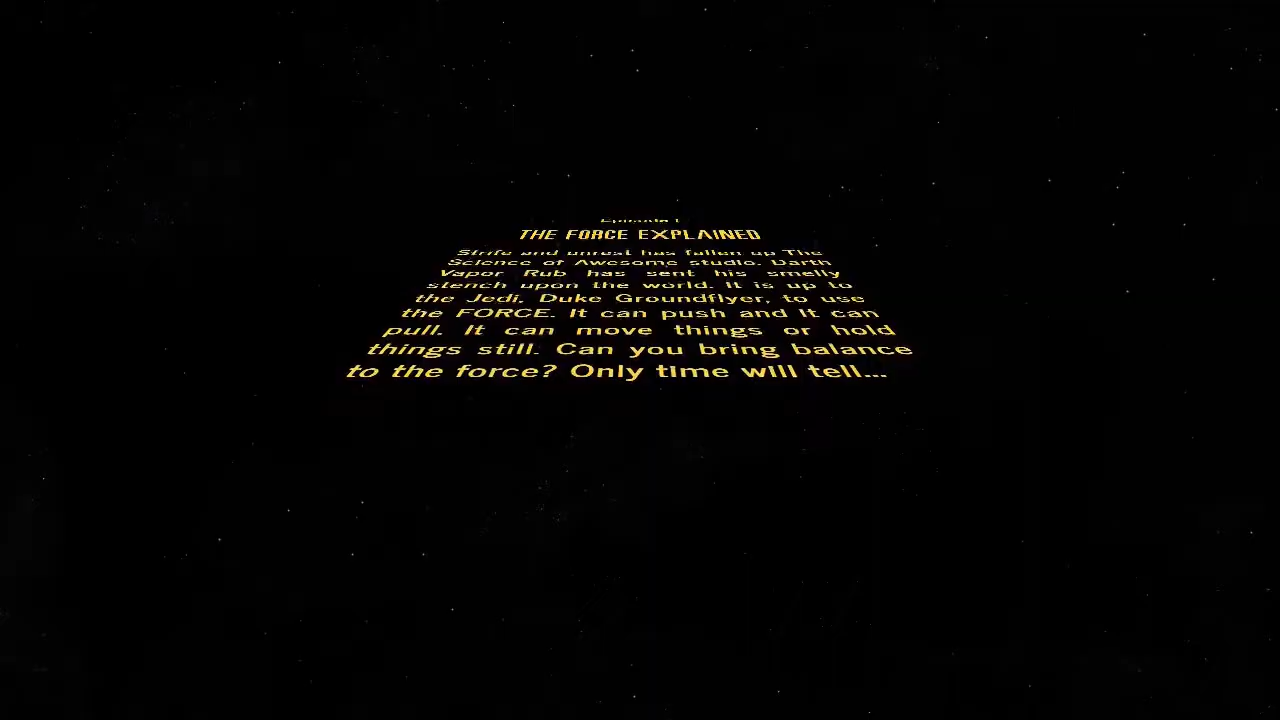 Episode I
THE FORCE EXPLAINED
Strife and unrest has fallen up The
Science of Awesome studio. Darth
Vapor Rub has sent his smelly
stench upon the world. It is up to
the Jedi, Duke Groundflyer, to use
the FORCE. It can push and It can
pull. It can move things or hold
things still. Can you bring balance
to the force? Only time will tell...